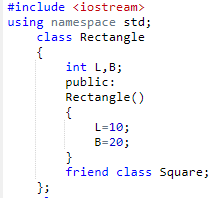 #include <iostream>
using namespace std;
class Rectangle
{
int L,B;
public:
Rectangle()
{
L=10;
B=20;
}
friend class Square;
};